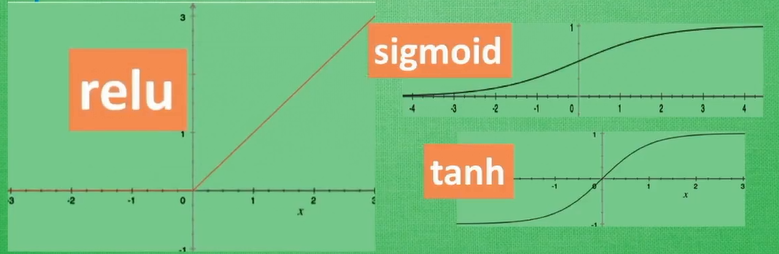 3
relu
1
-3 -2 -1 0 1 2 3
x
-1
sigmoid
1
-4 -3 -2 -1 0 1 2 3 4
tanh
1
-1 0 1 2 3
x
-1